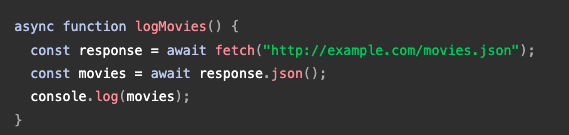 async function logMovies() {
  const response = await fetch("http://example.com/movies.json");
  const movies = await response.json();
  console.log(movies);
}